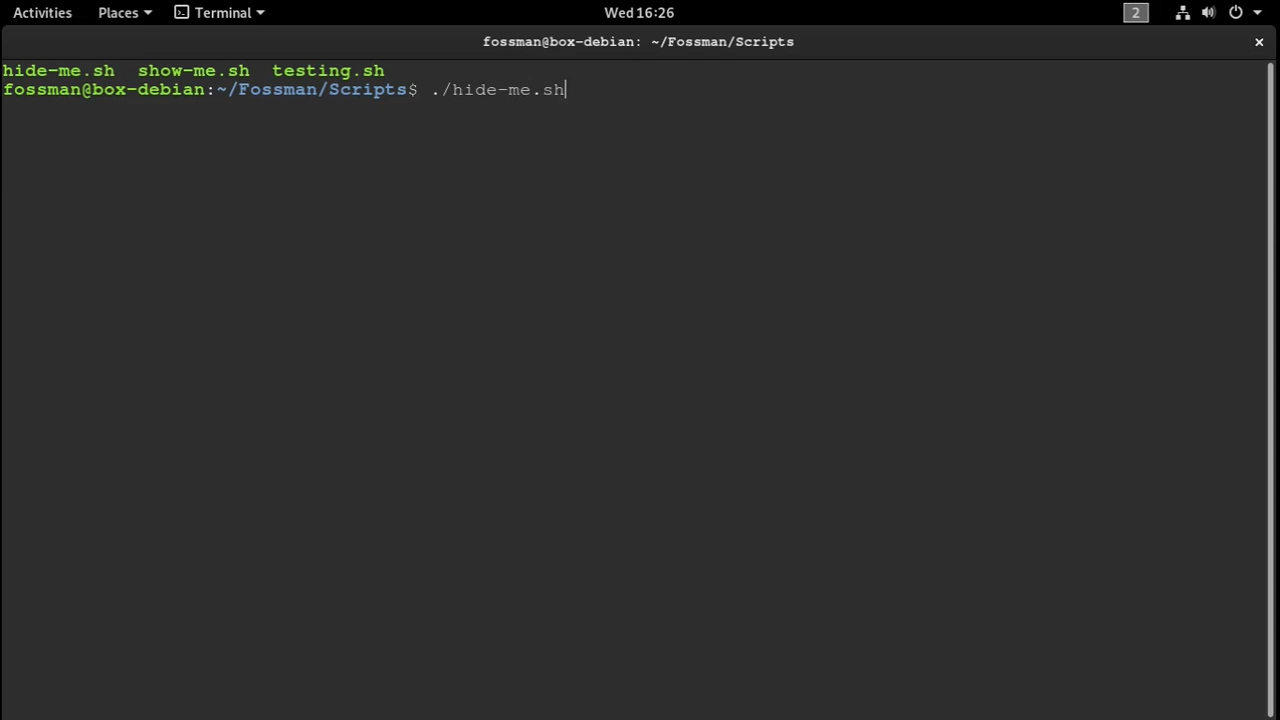 Activities Places Terminal Wed 16:26 2
fossman@box-debian: ~/Fossman/Scripts ×
hide-me.sh show-me.sh testing.sh
fossman@box-debian:~/Fossman/Scripts$ ./hide-me.sh